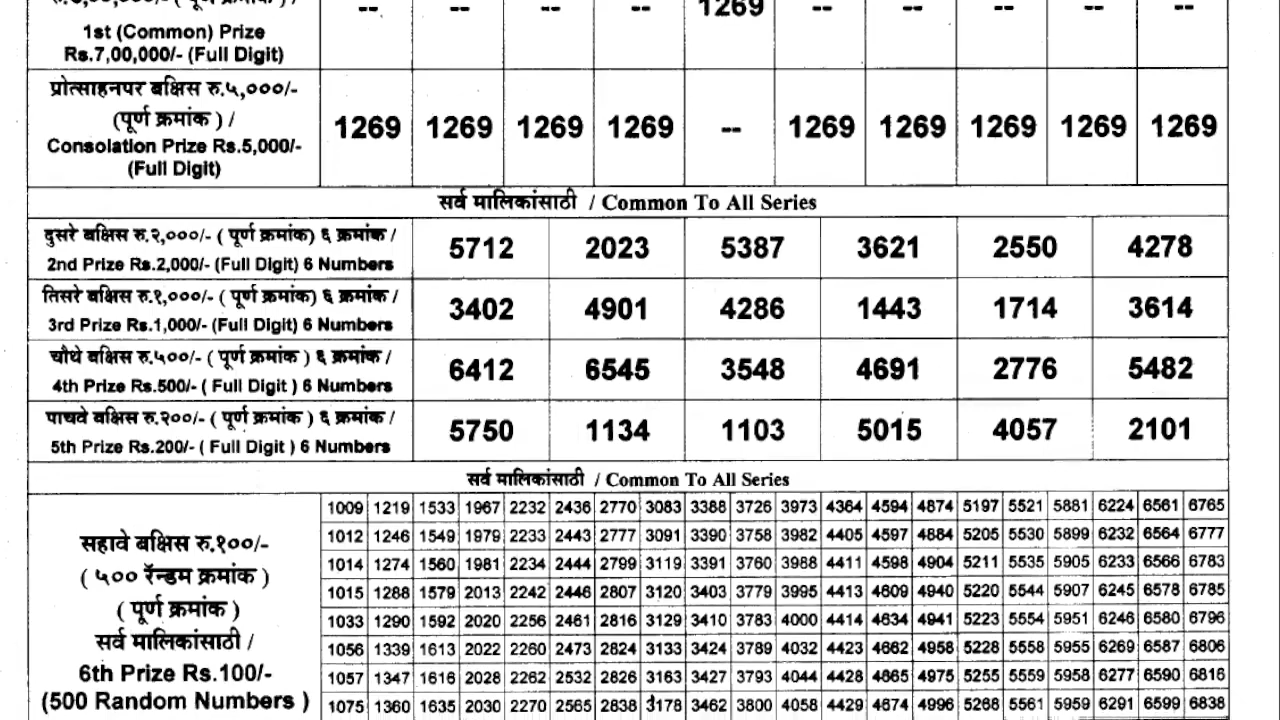 रु.७,००,०००/- ( पूर्ण क्रमांक ) /
1st (Common) Prize
Rs.7,00,000/- (Full Digit)
-- -- -- -- 1269 -- -- -- -- --
प्रोत्साहनपर बक्षिस रु.५,०००/-
(पूर्ण क्रमांक ) /
Consolation Prize Rs.5,000/-
(Full Digit)
1269 1269 1269 1269 -- 1269 1269 1269 1269 1269
सर्व मालिकांसाठी / Common To All Series
दुसरे बक्षिस रु.२,०००/- ( पूर्ण क्रमांक) ६ क्रमांक /
2nd Prize Rs.2,000/- (Full Digit) 6 Numbers
5712 2023 5387 3621 2550 4278
तिसरे बक्षिस रु.१,०००/- ( पूर्ण क्रमांक) ६ क्रमांक /
3rd Prize Rs.1,000/- (Full Digit) 6 Numbers
3402 4901 4286 1443 1714 3614
चौथे बक्षिस रु.५००/- ( पूर्ण क्रमांक ) ६ क्रमांक /
4th Prize Rs.500/- ( Full Digit ) 6 Numbers
6412 6545 3548 4691 2776 5482
पाचवे बक्षिस रु.२००/- ( पूर्ण क्रमांक ) ६ क्रमांक /
5th Prize Rs.200/- ( Full Digit ) 6 Numbers
5750 1134 1103 5015 4057 2101
सर्व मालिकांसाठी / Common To All Series
सहावे बक्षिस रु.१००/-
( ५०० रॅन्डम क्रमांक )
( पूर्ण क्रमांक )
सर्व मालिकांसाठी /
6th Prize Rs.100/-
(500 Random Numbers )
1009 1219 1533 1967 2232 2436 2770 3083 3388 3726 3973 4364 4594 4874 5197 5521 5881 6224 6561 6765
1012 1246 1549 1979 2233 2443 2777 3091 3390 3758 3982 4405 4597 4884 5205 5530 5899 6232 6564 6777
1014 1274 1560 1981 2234 2444 2799 3119 3391 3760 3988 4411 4598 4904 5211 5535 5905 6233 6566 6783
1015 1288 1579 2013 2242 2446 2807 3120 3403 3779 3995 4413 4609 4940 5220 5544 5907 6245 6578 6785
1033 1290 1592 2020 2256 2461 2816 3129 3410 3783 4000 4414 4634 4941 5223 5554 5951 6246 6580 6796
1056 1339 1613 2022 2260 2473 2824 3133 3424 3789 4032 4423 4662 4958 5228 5558 5955 6269 6587 6806
1057 1347 1616 2028 2262 2532 2826 3163 3427 3793 4044 4428 4665 4975 5255 5559 5958 6277 6590 6816
1075 1360 1635 2030 2270 2565 2838 3178 3462 3800 4058 4429 4674 4996 5268 5561 5959 6291 6599 6838